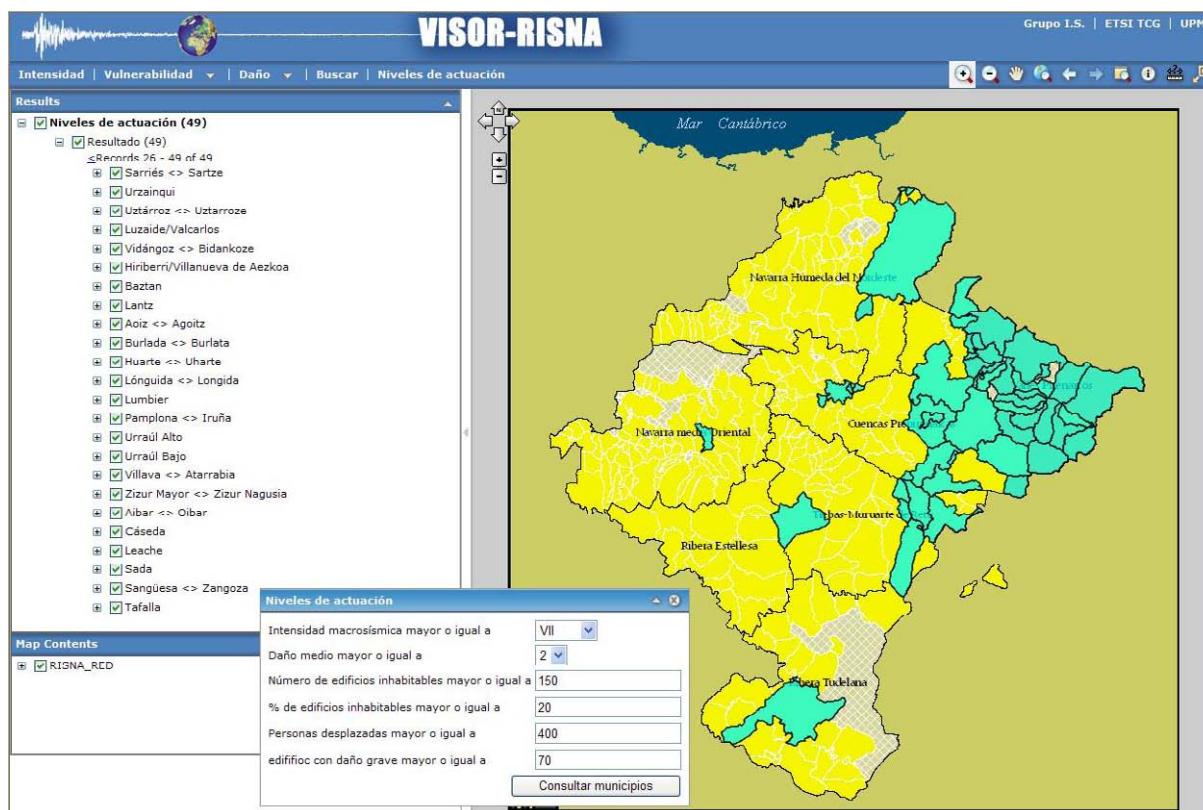 VISOR-RISNA
Grupo I.S. | ETSI TCG | UPM
Intensidad | Vulnerabilidad | Daño | Buscar | Niveles de actuación
Results
Niveles de actuación (49)
Resultado (49)
<Records 26 - 49 of 49
Sarriés <> Sartze
Urzainqui
Uztárroz <> Uztarroze
Luzaide/Valcarlos
Vidángoz <> Bidankoze
Hiriberri/Villanueva de Aezkoa
Baztan
Lantz
Aoiz <> Agoitz
Burlada <> Burlata
Huarte <> Uharte
Lónguida <> Longida
Lumbier
Pamplona <> Iruña
Urraúl Alto
Urraúl Bajo
Villava <> Atarrabia
Zizur Mayor <> Zizur Nagusia
Aibar <> Oibar
Cáseda
Leache
Sada
Sangüesa <> Zangoza
Tafalla
Map Contents
RISNA_RED
Niveles de actuación
Intensidad macrosísmica mayor o igual a VII
Daño medio mayor o igual a 2
Número de edificios inhabitables mayor o igual a 150
% de edificios inhabitables mayor o igual a 20
Personas desplazadas mayor o igual a 400
edififioc con daño grave mayor o igual a 70
Consultar municipios
N
Mar Cantábrico
Navarra Húmeda del Nordeste
Cuencas
Navarra media Oriental
Ribera Estellesa
Ribera Tudelana